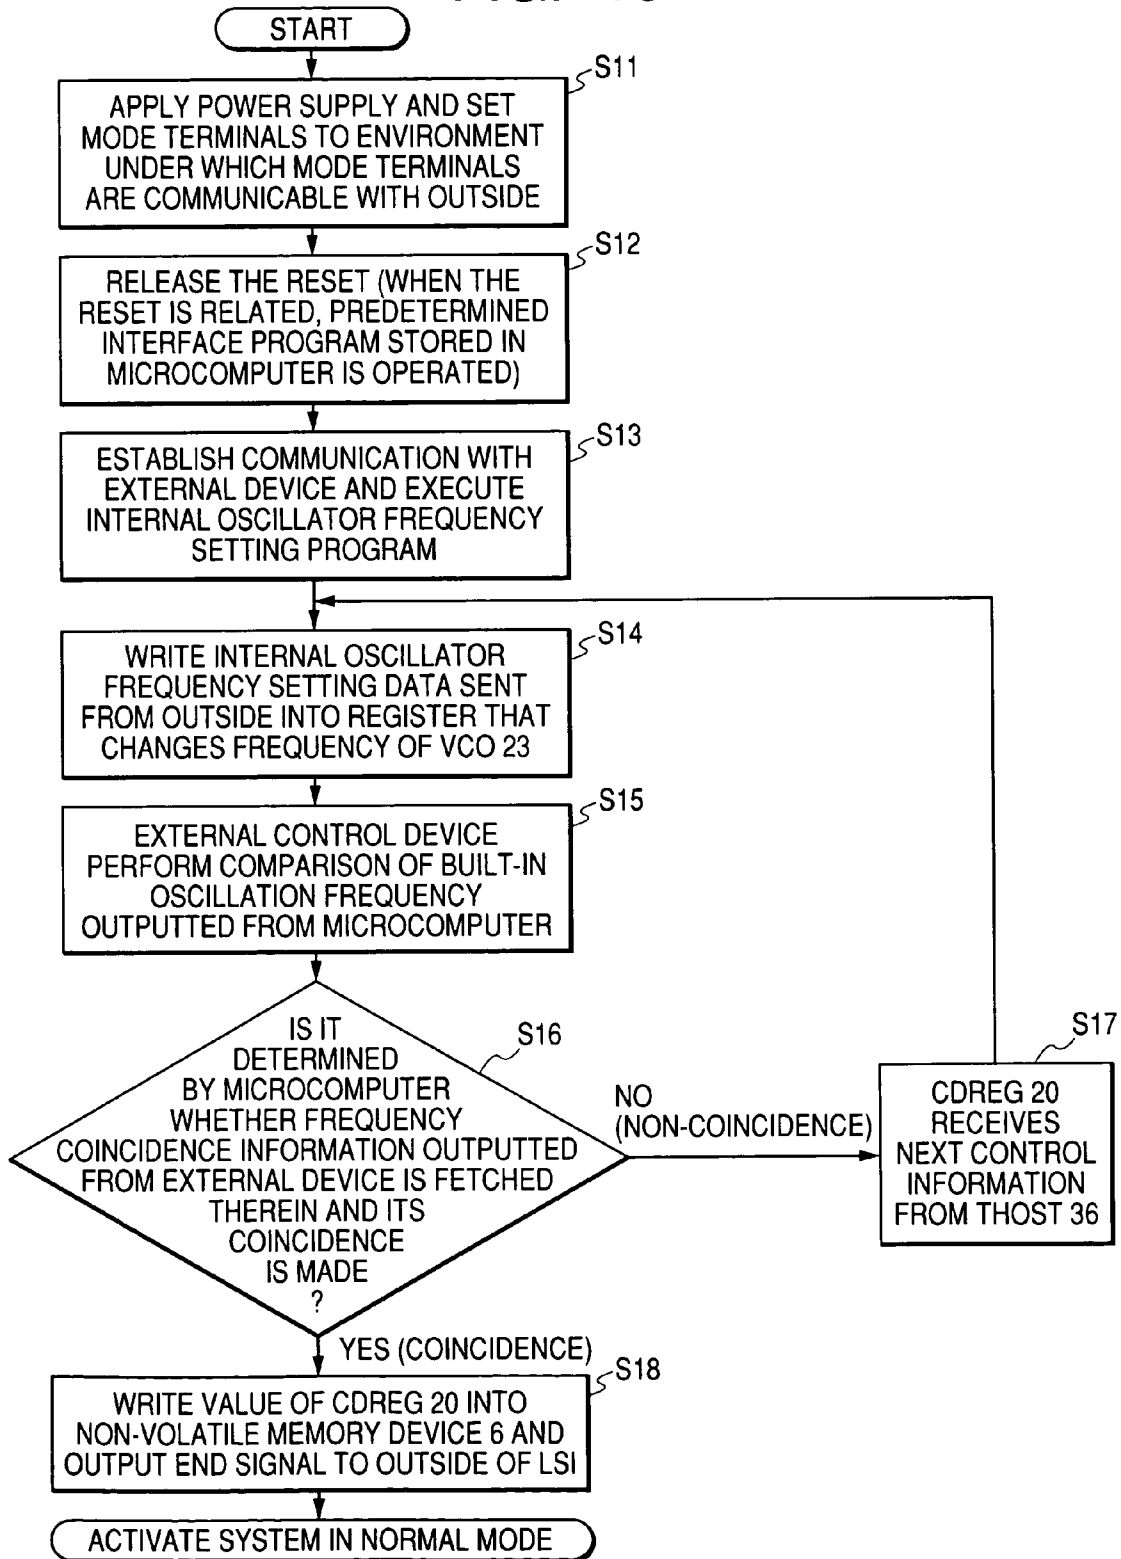 START
S11
APPLY POWER SUPPLY AND SET
MODE TERMINALS TO ENVIRONMENT
UNDER WHICH MODE TERMINALS
ARE COMMUNICABLE WITH OUTSIDE
S12
RELEASE THE RESET (WHEN THE
RESET IS RELATED, PREDETERMINED
INTERFACE PROGRAM STORED IN
MICROCOMPUTER IS OPERATED)
S13
ESTABLISH COMMUNICATION WITH
EXTERNAL DEVICE AND EXECUTE
INTERNAL OSCILLATOR FREQUENCY
SETTING PROGRAM
S14
WRITE INTERNAL OSCILLATOR
FREQUENCY SETTING DATA SENT
FROM OUTSIDE INTO REGISTER THAT
CHANGES FREQUENCY OF VCO 23
S15
EXTERNAL CONTROL DEVICE
PERFORM COMPARISON OF BUILT-IN
OSCILLATION FREQUENCY
OUTPUTTED FROM MICROCOMPUTER
S16
IS IT
DETERMINED
BY MICROCOMPUTER
WHETHER FREQUENCY
COINCIDENCE INFORMATION OUTPUTTED
FROM EXTERNAL DEVICE IS FETCHED
THEREIN AND ITS
COINCIDENCE
IS MADE
?
NO
(NON-COINCIDENCE)
S17
CDREG 20
RECEIVES
NEXT CONTROL
INFORMATION
FROM THOST 36
YES (COINCIDENCE)
S18
WRITE VALUE OF CDREG 20 INTO
NON-VOLATILE MEMORY DEVICE 6 AND
OUTPUT END SIGNAL TO OUTSIDE OF LSI
ACTIVATE SYSTEM IN NORMAL MODE